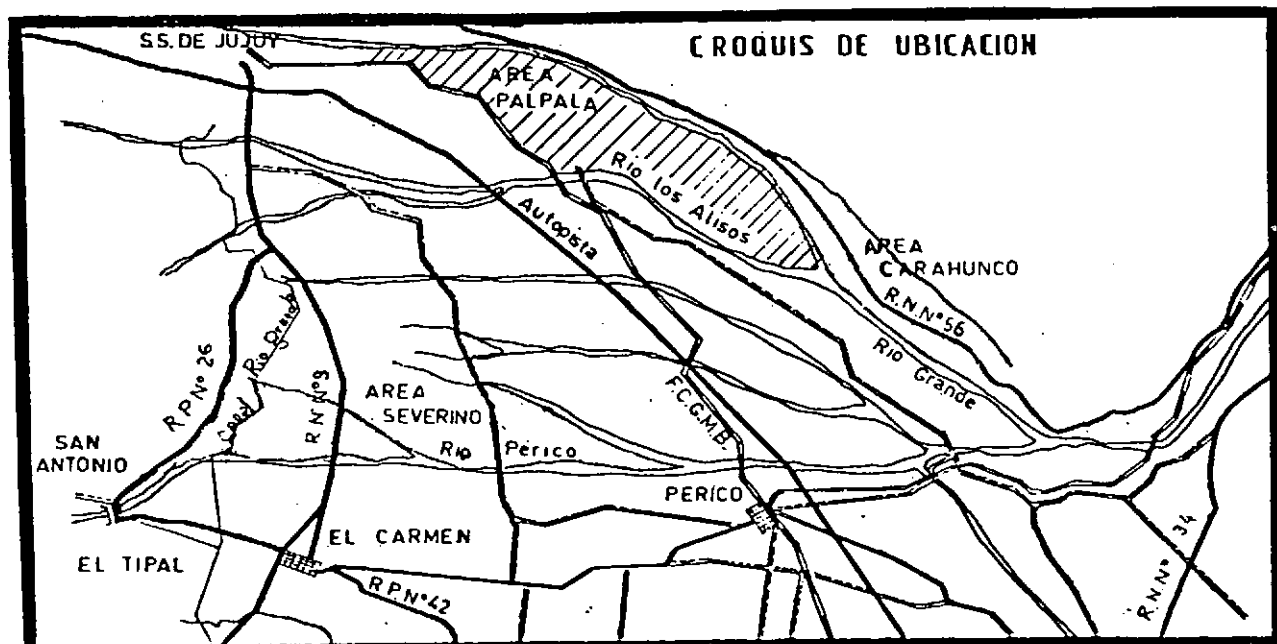 CROQUIS DE UBICACION
S.S. DE JUJUY
AREA
PALPALA
Rio los Alisos
Autopista
AREA
CARAHUNCO
R.N.Nº56
Rio Grande
R.P.Nº 26
Canal Rio Grande
R N Nº9
AREA
SEVERINO
F.C.G.M.B.
SAN
ANTONIO
Rio Perico
PERICO
EL CARMEN
EL TIPAL
R.P.Nº42
R.N.Nº 34